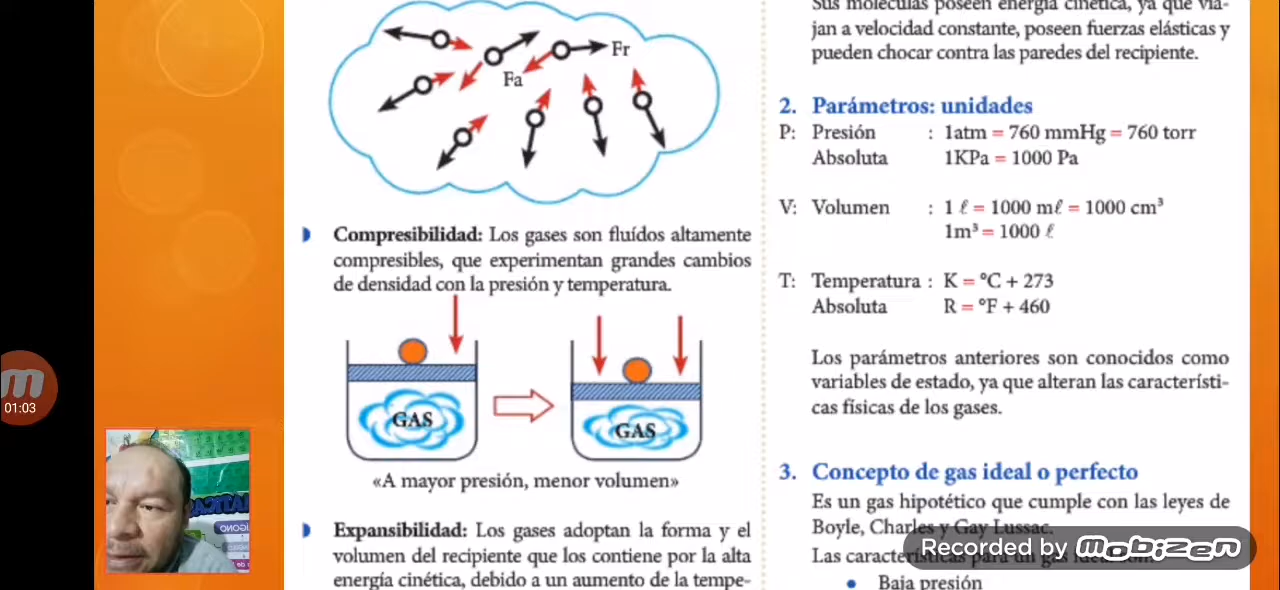 Fr
Fa
Compresibilidad: Los gases son fluídos altamente
compresibles, que experimentan grandes cambios
de densidad con la presión y temperatura.
GAS
GAS
«A mayor presión, menor volumen»
Expansibilidad: Los gases adoptan la forma y el
volumen del recipiente que los contiene por la alta
energía cinética, debido a un aumento de la tempe-
Sus moléculas poseen energía cinética, ya que via-
jan a velocidad constante, poseen fuerzas elásticas y
pueden chocar contra las paredes del recipiente.
2. Parámetros: unidades
P: Presión : 1atm = 760 mmHg = 760 torr
Absoluta 1KPa = 1000 Pa
V: Volumen : 1 ℓ = 1000 mℓ = 1000 cm³
1m³ = 1000 ℓ
T: Temperatura : K = °C + 273
Absoluta R = °F + 460
Los parámetros anteriores son conocidos como
variables de estado, ya que alteran las característi-
cas físicas de los gases.
3. Concepto de gas ideal o perfecto
Es un gas hipotético que cumple con las leyes de
Boyle, Charles y Gay Lussac.
Las características para un gas ideal son:
• Baja presión
01:03
Recorded by Mobizen